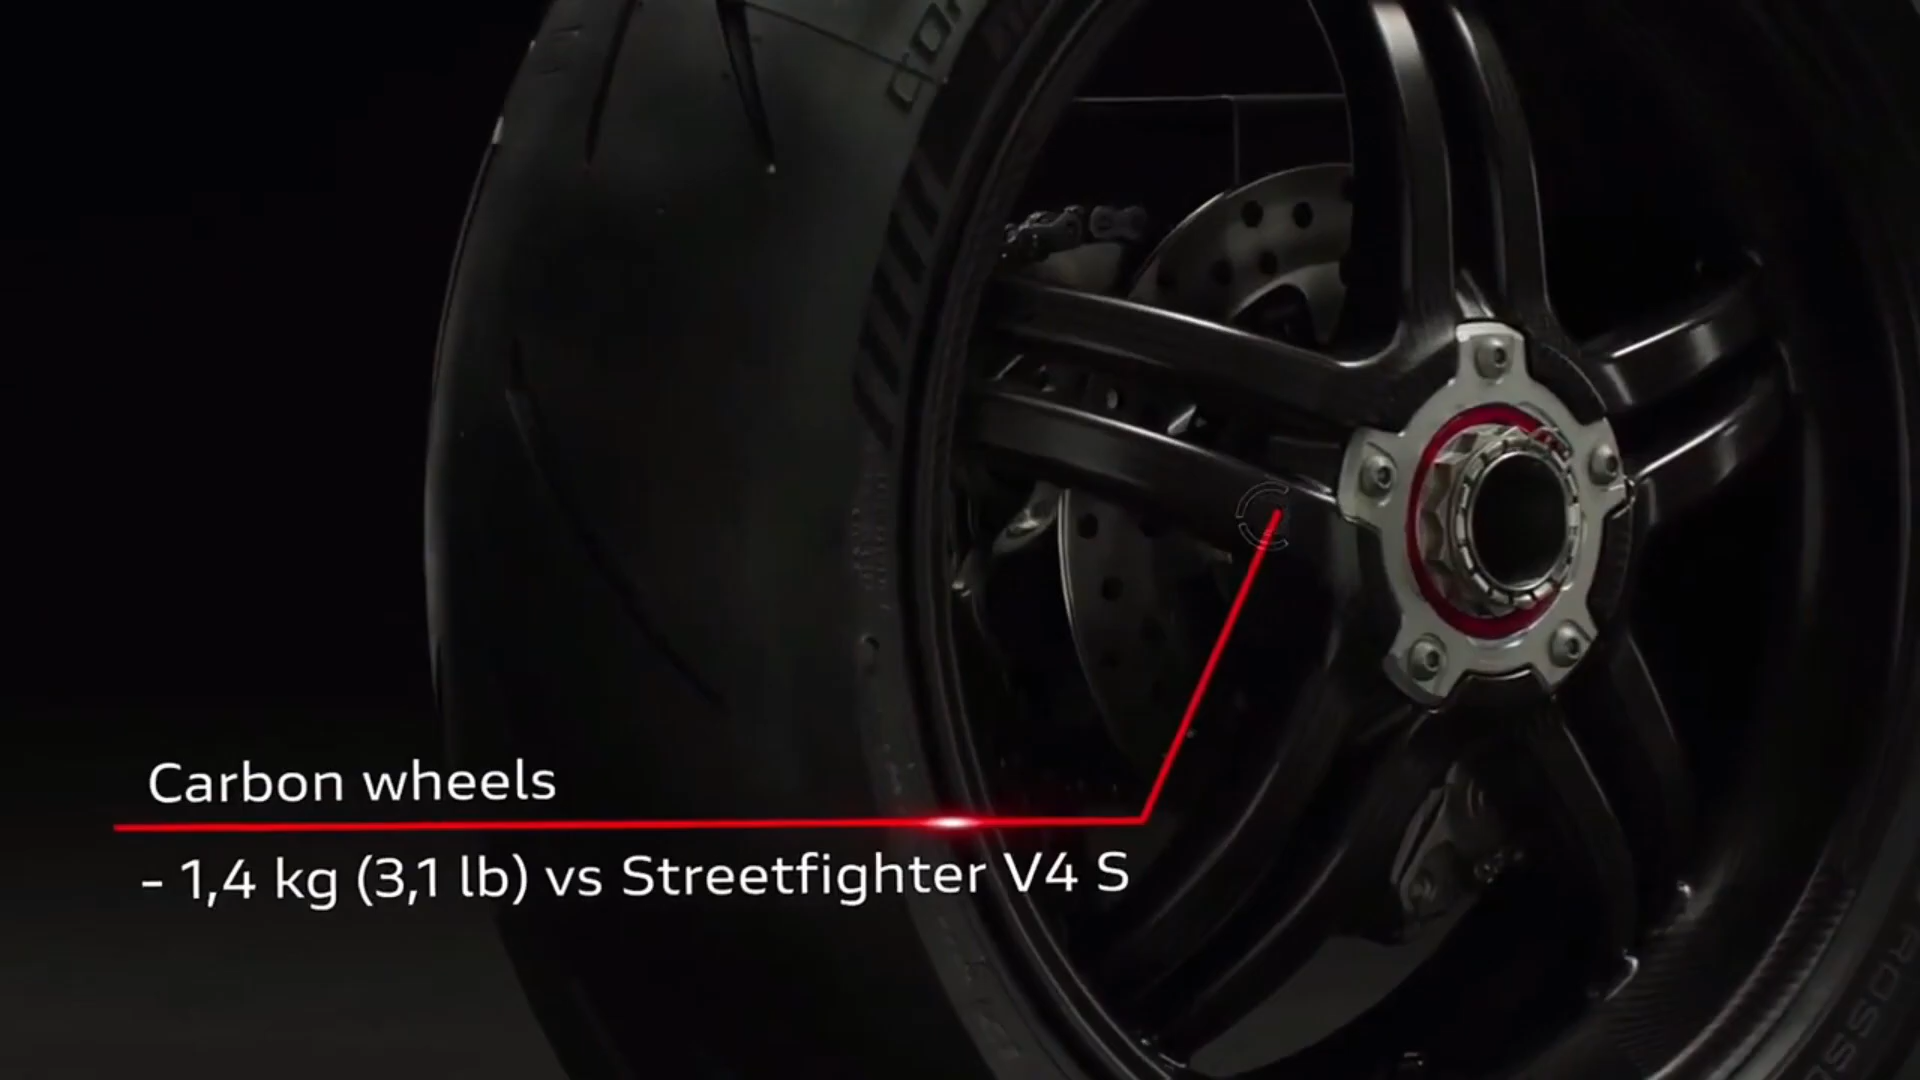 Carbon wheels
- 1,4 kg (3,1 lb) vs Streetfighter V4 S